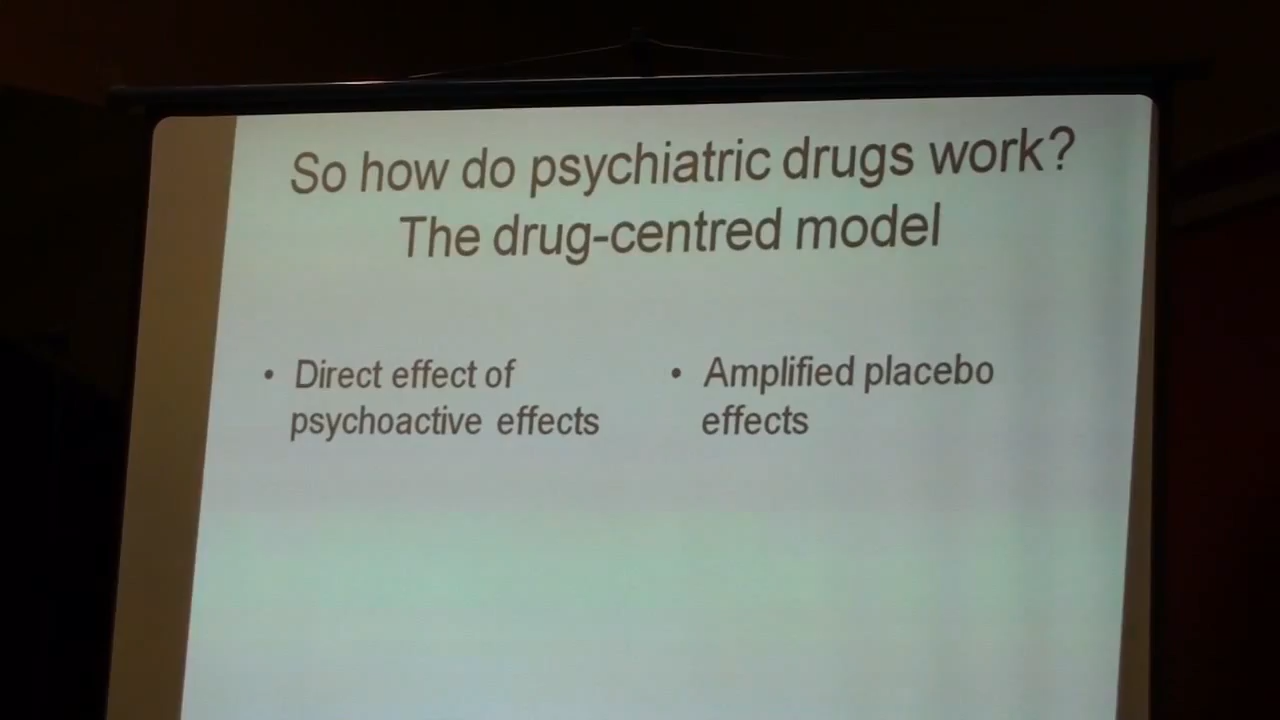 So how do psychiatric drugs work?
The drug-centred model
• Direct effect of
psychoactive effects
• Amplified placebo
effects